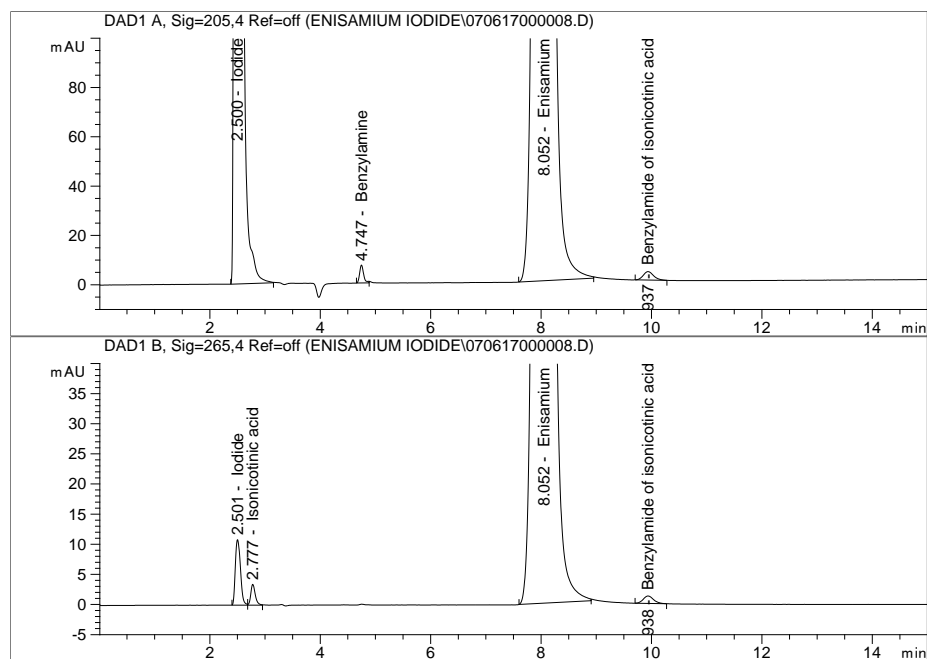 DAD1 A, Sig=205,4 Ref=off (ENISAMIUM IODIDE\070617000008.D)
mAU
80
60
40
20
0
2.500 - Iodide
4.747 - Benzylamine
8.052 - Enisamium
937 Benzylamide of isonicotinic acid
2 4 6 8 10 12 14 min
DAD1 B, Sig=265,4 Ref=off (ENISAMIUM IODIDE\070617000008.D)
mAU
35
30
25
20
15
10
5
0
-5
2.501 - Iodide
2.777 - Isonicotinic acid
8.052 - Enisamium
938 Benzylamide of isonicotinic acid
2 4 6 8 10 12 14 min